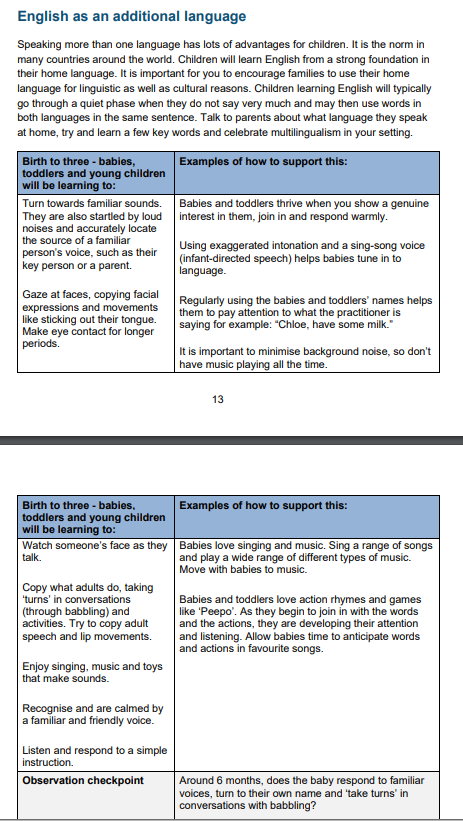 English as an additional language
Speaking more than one language has lots of advantages for children. It is the norm in
many countries around the world. Children will learn English from a strong foundation in
their home language. It is important for you to encourage families to use their home
language for linguistic as well as cultural reasons. Children learning English will typically
go through a quiet phase when they do not say very much and may then use words in
both languages in the same sentence. Talk to parents about what language they speak
at home, try and learn a few key words and celebrate multilingualism in your setting.
Birth to three - babies,
toddlers and young children
will be learning to:
Examples of how to support this:
Turn towards familiar sounds.
They are also startled by loud
noises and accurately locate
the source of a familiar
person's voice, such as their
key person or a parent.
Gaze at faces, copying facial
expressions and movements
like sticking out their tongue.
Make eye contact for longer
periods.
Babies and toddlers thrive when you show a genuine
interest in them, join in and respond warmly.
Using exaggerated intonation and a sing-song voice
(infant-directed speech) helps babies tune in to
language.
Regularly using the babies and toddlers' names helps
them to pay attention to what the practitioner is
saying for example: "Chloe, have some milk."
It is important to minimise background noise, so don't
have music playing all the time.
13
Birth to three - babies,
toddlers and young children
will be learning to:
Examples of how to support this:
Watch someone's face as they
talk.
Copy what adults do, taking
'turns' in conversations
(through babbling) and
activities. Try to copy adult
speech and lip movements.
Enjoy singing, music and toys
that make sounds.
Recognise and are calmed by
a familiar and friendly voice.
Listen and respond to a simple
instruction.
Babies love singing and music. Sing a range of songs
and play a wide range of different types of music.
Move with babies to music.
Babies and toddlers love action rhymes and games
like 'Peepo'. As they begin to join in with the words
and the actions, they are developing their attention
and listening. Allow babies time to anticipate words
and actions in favourite songs.
Observation checkpoint
Around 6 months, does the baby respond to familiar
voices, turn to their own name and 'take turns' in
conversations with babbling?